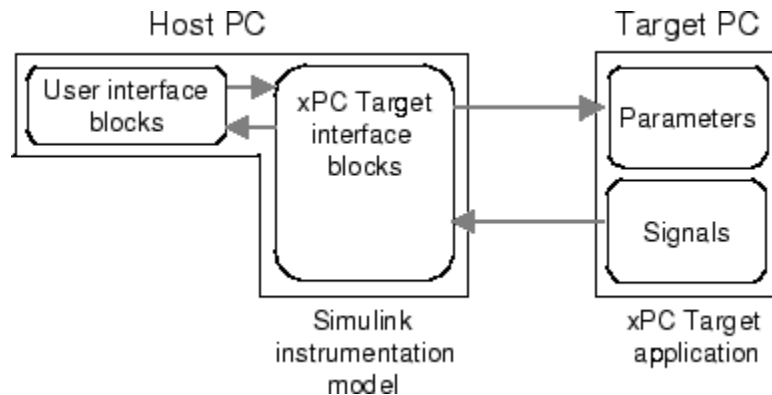 Host PC
Target PC
User interface
blocks
xPC Target
interface
blocks
Parameters
Signals
Simulink
instrumentation
model
xPC Target
application